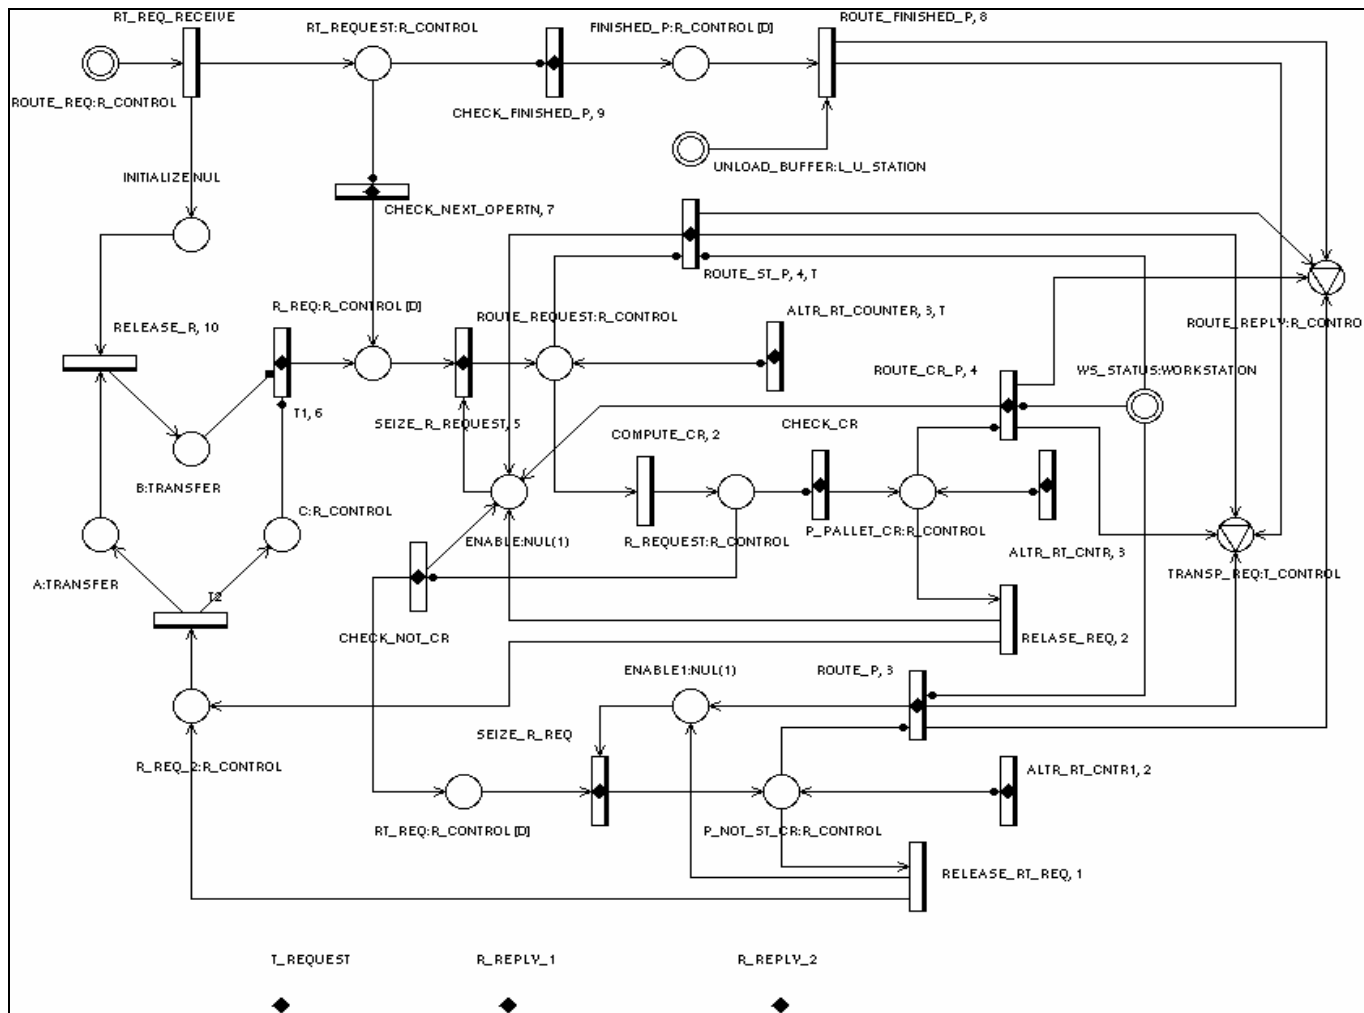 RT_REQ_RECEIVE
RT_REQUEST:R_CONTROL
FINISHED_P:R_CONTROL [D]
ROUTE_FINISHED_P, 8
ROUTE_REQ:R_CONTROL
CHECK_FINISHED_P, 9
UNLOAD_BUFFER:L_U_STATION
INITIALIZE:NUL
CHECK_NEXT_OPERTN, 7
ROUTE_ST_P, 4, T
R_REQ:R_CONTROL [D]
ROUTE_REQUEST:R_CONTROL
ALTR_RT_COUNTER, 3, T
ROUTE_REPLY:R_CONTRO
RELEASE_R, 10
ROUTE_CR_P, 4
WS_STATUS:WORKSTATION
T1, 6
SEIZE_R_REQUEST, 5
CHECK_CR
COMPUTE_CR, 2
B:TRANSFER
C:R_CONTROL
ENABLE:NUL(1)
R_REQUEST:R_CONTROL
P_PALLET_CR:R_CONTROL
ALTR_RT_CNTR, 3
A:TRANSFER
TRANSP_REQ:T_CONTROL
T2
CHECK_NOT_CR
RELASE_REQ, 2
ENABLE1:NUL(1)
ROUTE_P, 3
SEIZE_R_REQ
R_REQ_2:R_CONTROL
ALTR_RT_CNTR1, 2
RT_REQ:R_CONTROL [D]
P_NOT_ST_CR:R_CONTROL
RELEASE_RT_REQ, 1
T_REQUEST
R_REPLY_1
R_REPLY_2